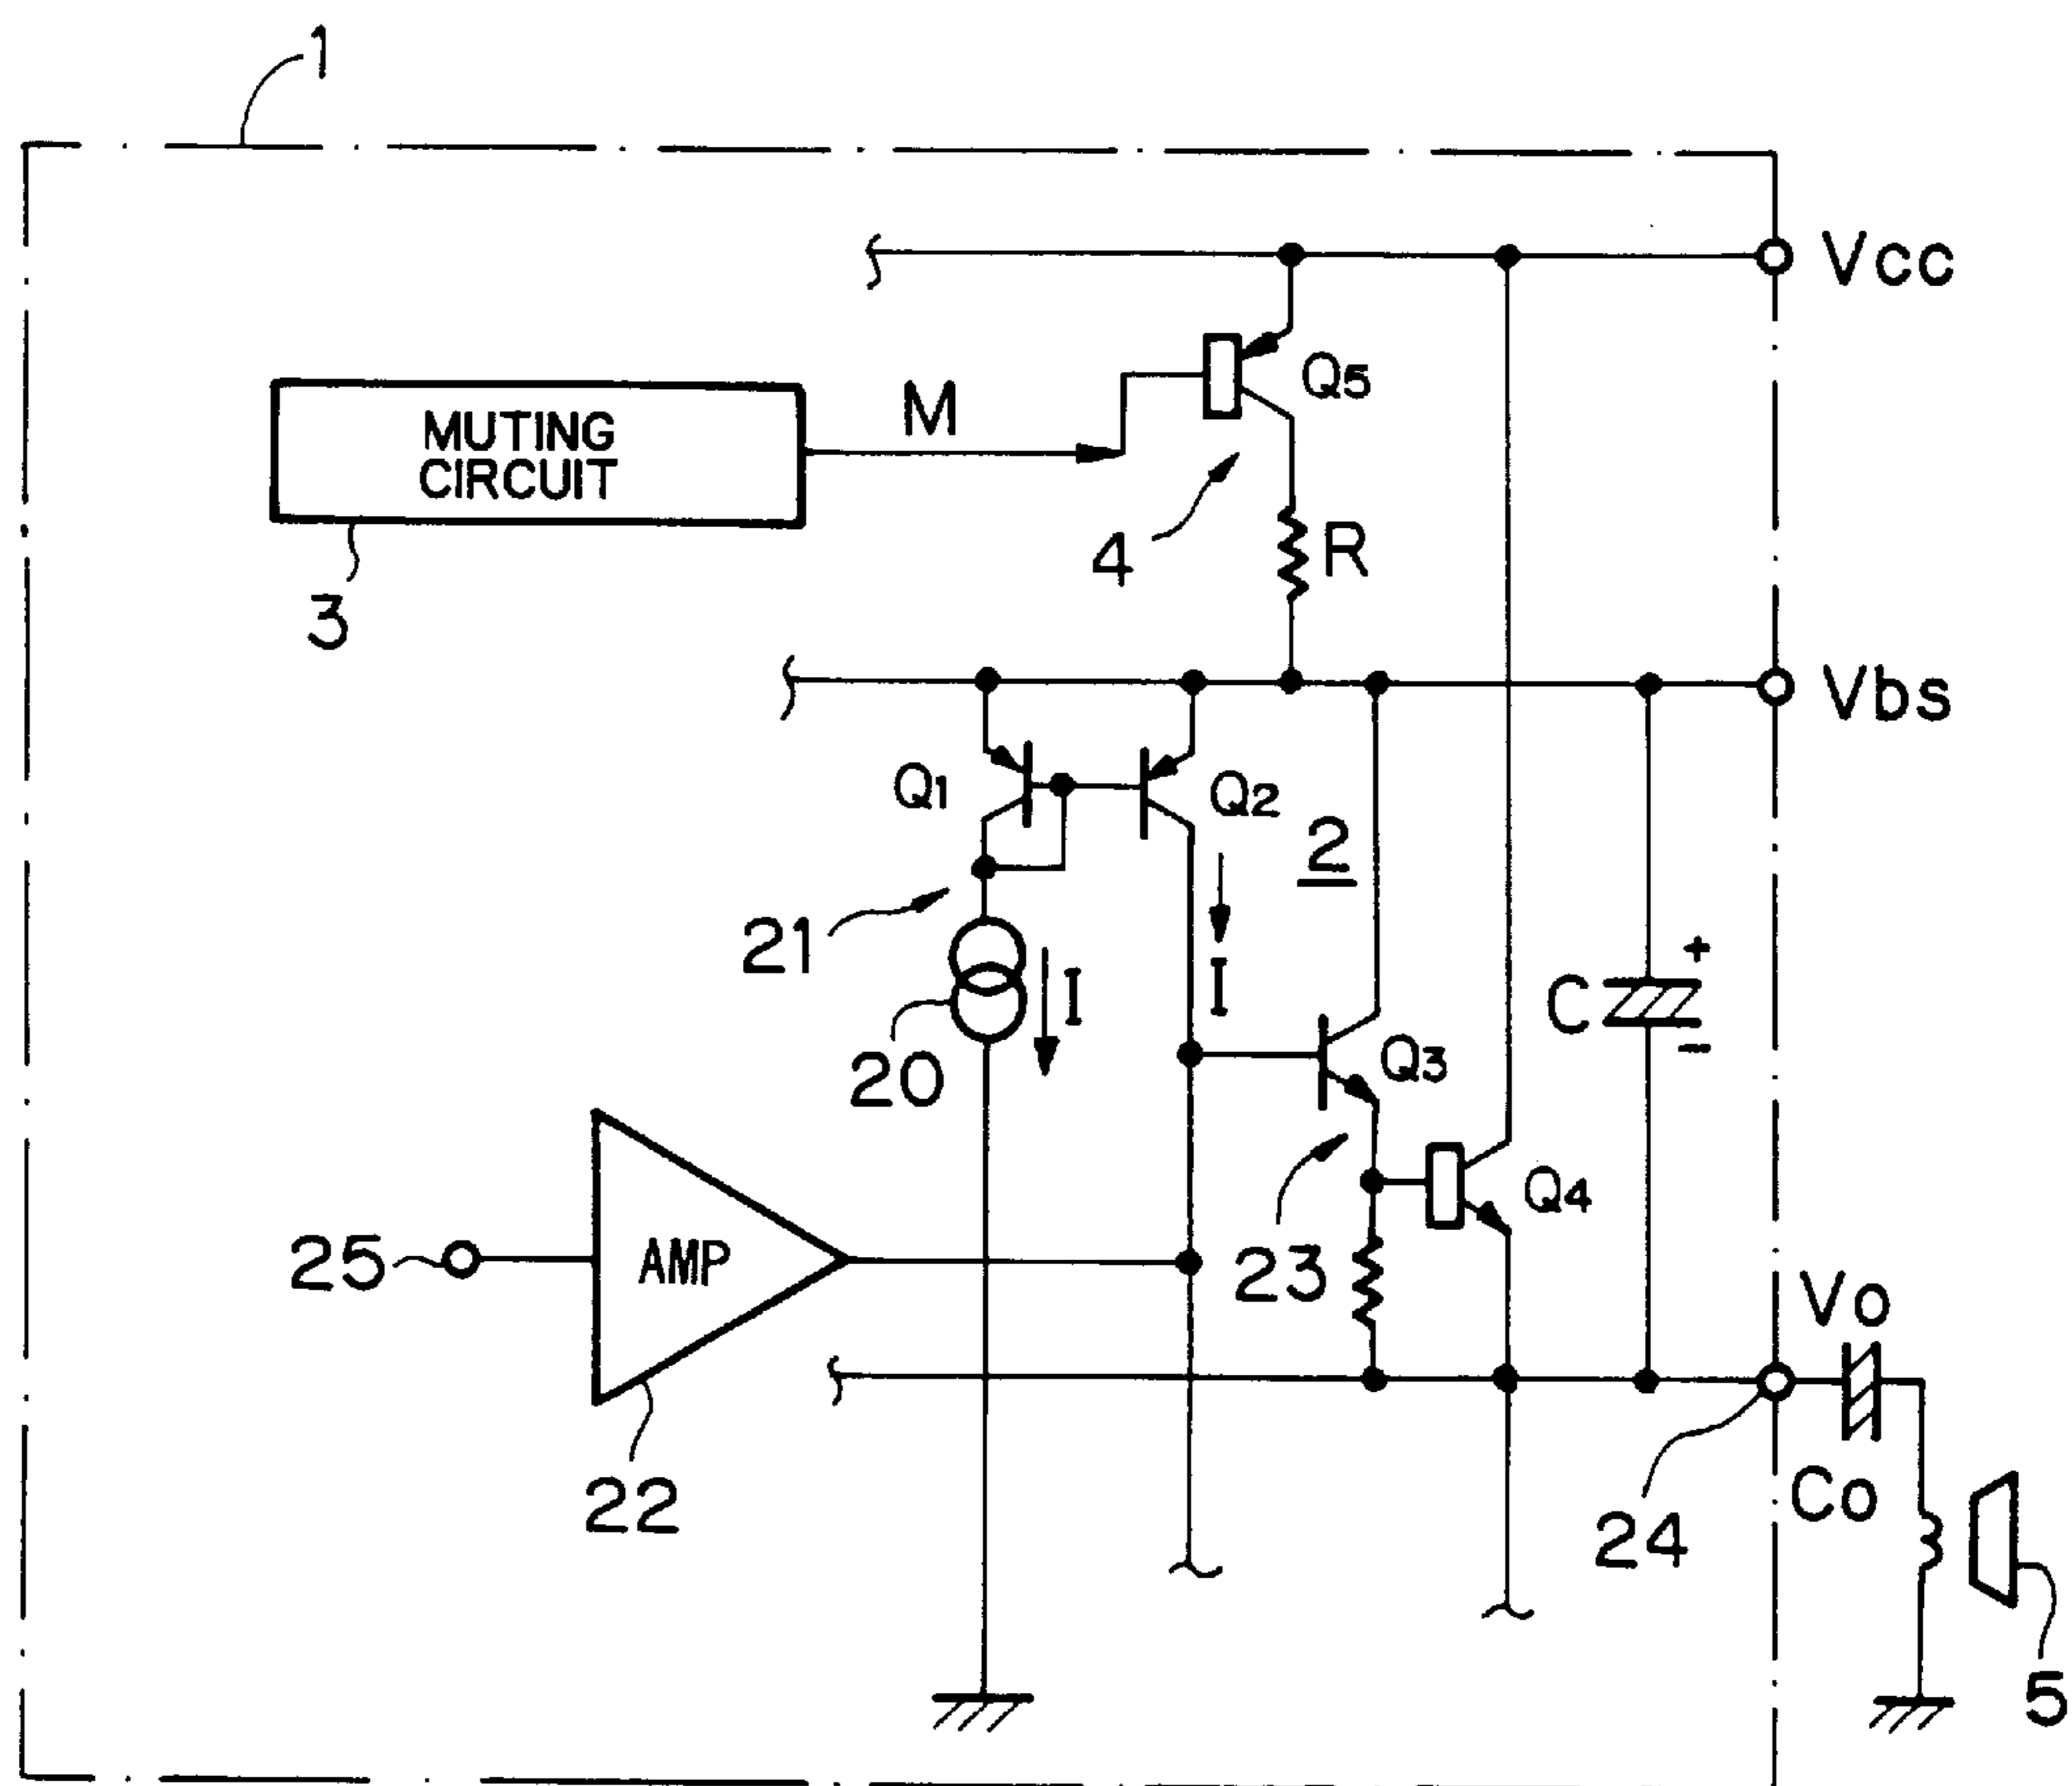 1
Vcc
Q5
M
MUTING
CIRCUIT
4
R
3
Vbs
Q1
Q2
2
21
I
I
C
+
-
20
Q3
Q4
25
AMP
23
Vo
22
24
Co
5